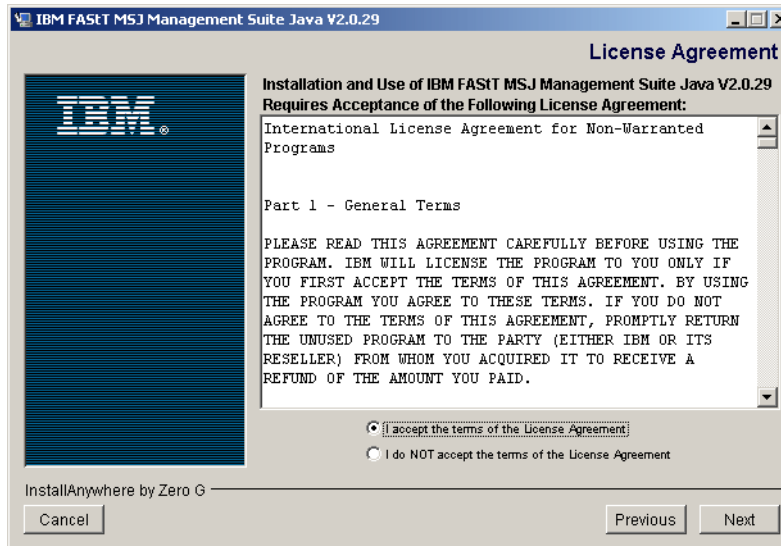 IBM FAStT MSJ Management Suite Java V2.0.29
License Agreement
IBM®
Installation and Use of IBM FAStT MSJ Management Suite Java V2.0.29
Requires Acceptance of the Following License Agreement:
International License Agreement for Non-Warranted
Programs
Part 1 - General Terms
PLEASE READ THIS AGREEMENT CAREFULLY BEFORE USING THE
PROGRAM. IBM WILL LICENSE THE PROGRAM TO YOU ONLY IF
YOU FIRST ACCEPT THE TERMS OF THIS AGREEMENT. BY USING
THE PROGRAM YOU AGREE TO THESE TERMS. IF YOU DO NOT
AGREE TO THE TERMS OF THIS AGREEMENT, PROMPTLY RETURN
THE UNUSED PROGRAM TO THE PARTY (EITHER IBM OR ITS
RESELLER) FROM WHOM YOU ACQUIRED IT TO RECEIVE A
REFUND OF THE AMOUNT YOU PAID.
I accept the terms of the License Agreement
I do NOT accept the terms of the License Agreement
InstallAnywhere by Zero G
Cancel
Previous
Next